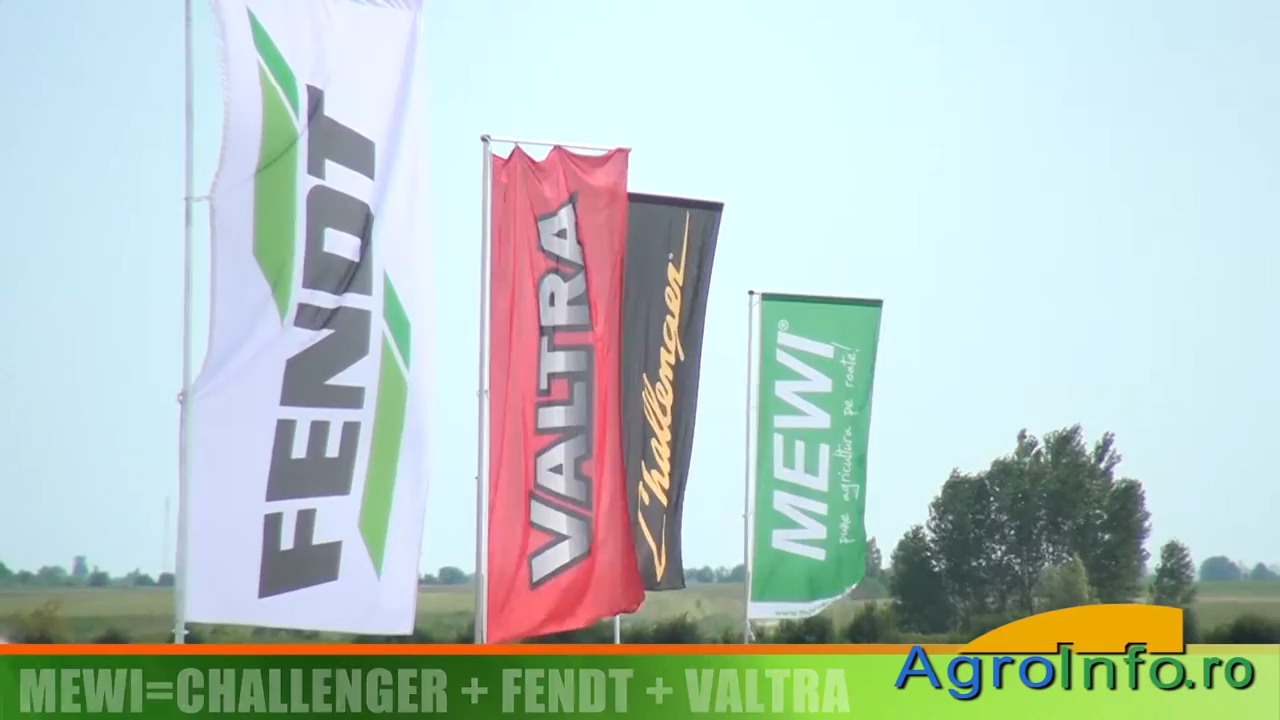 FENDT
VALTRA
Challenger
MEWI®
pune agricultura pe roate!
MEWI=CHALLENGER + FENDT + VALTRA
AgroInfo.ro